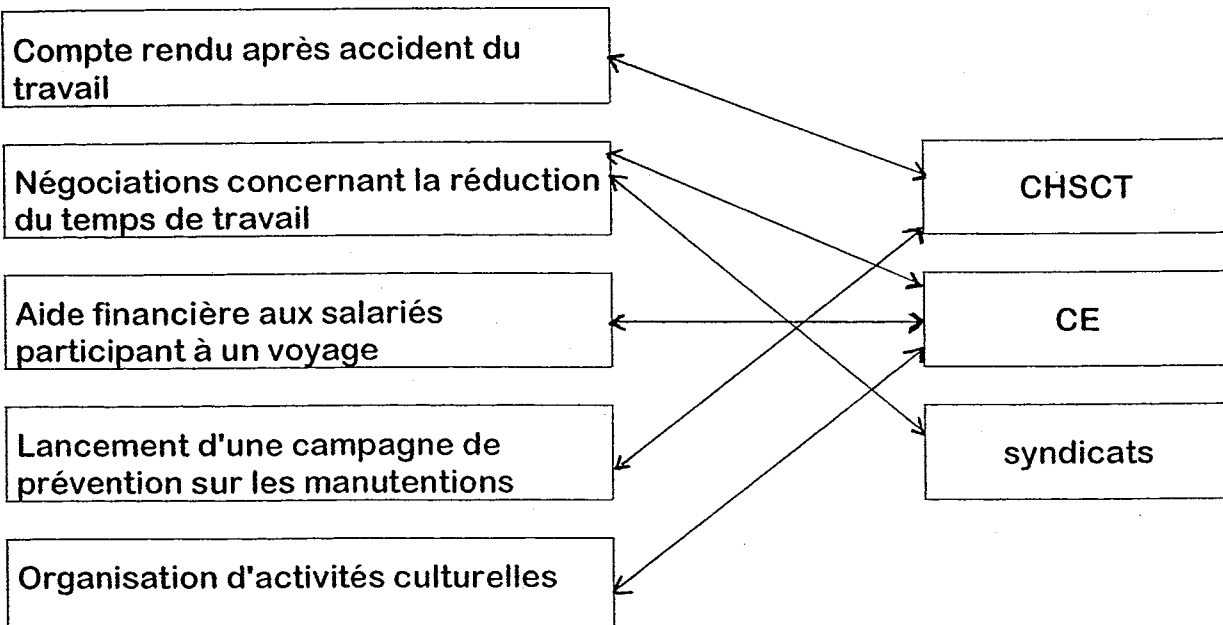 Compte rendu après accident du
travail
Négociations concernant la réduction
du temps de travail
Aide financière aux salariés
participant à un voyage
Lancement d'une campagne de
prévention sur les manutentions
Organisation d'activités culturelles
CHSCT
CE
syndicats